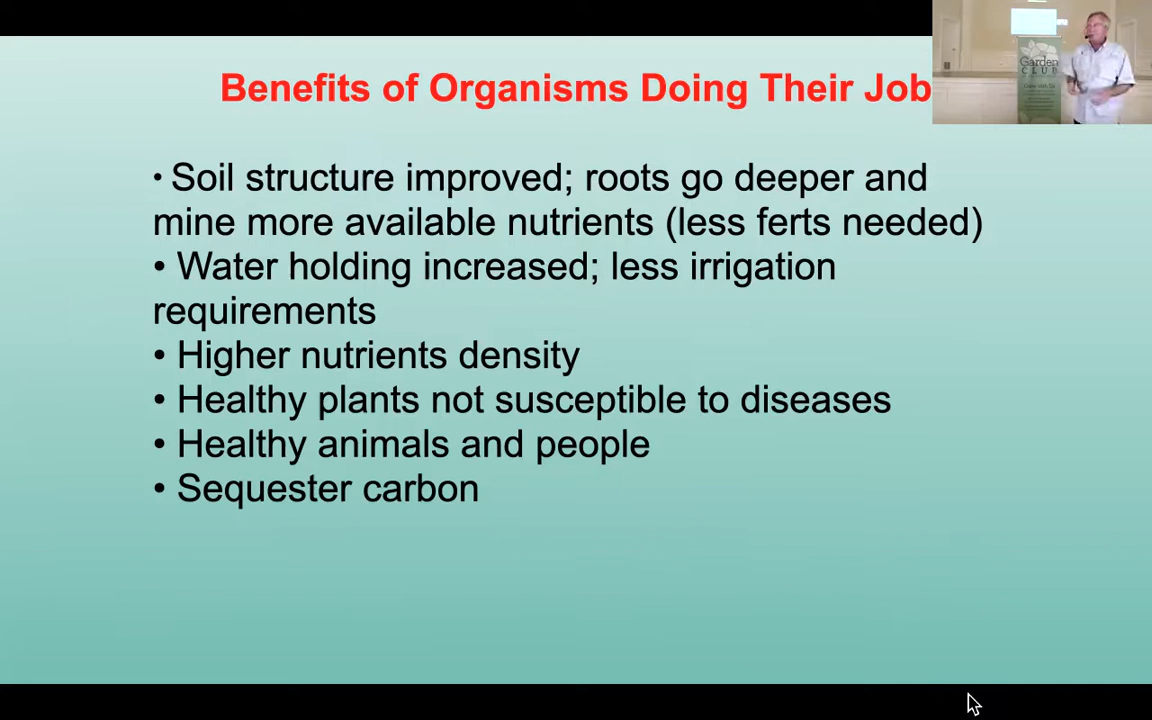 Benefits of Organisms Doing Their Job
• Soil structure improved; roots go deeper and
mine more available nutrients (less ferts needed)
• Water holding increased; less irrigation
requirements
• Higher nutrients density
• Healthy plants not susceptible to diseases
• Healthy animals and people
• Sequester carbon
Garden
CLUB